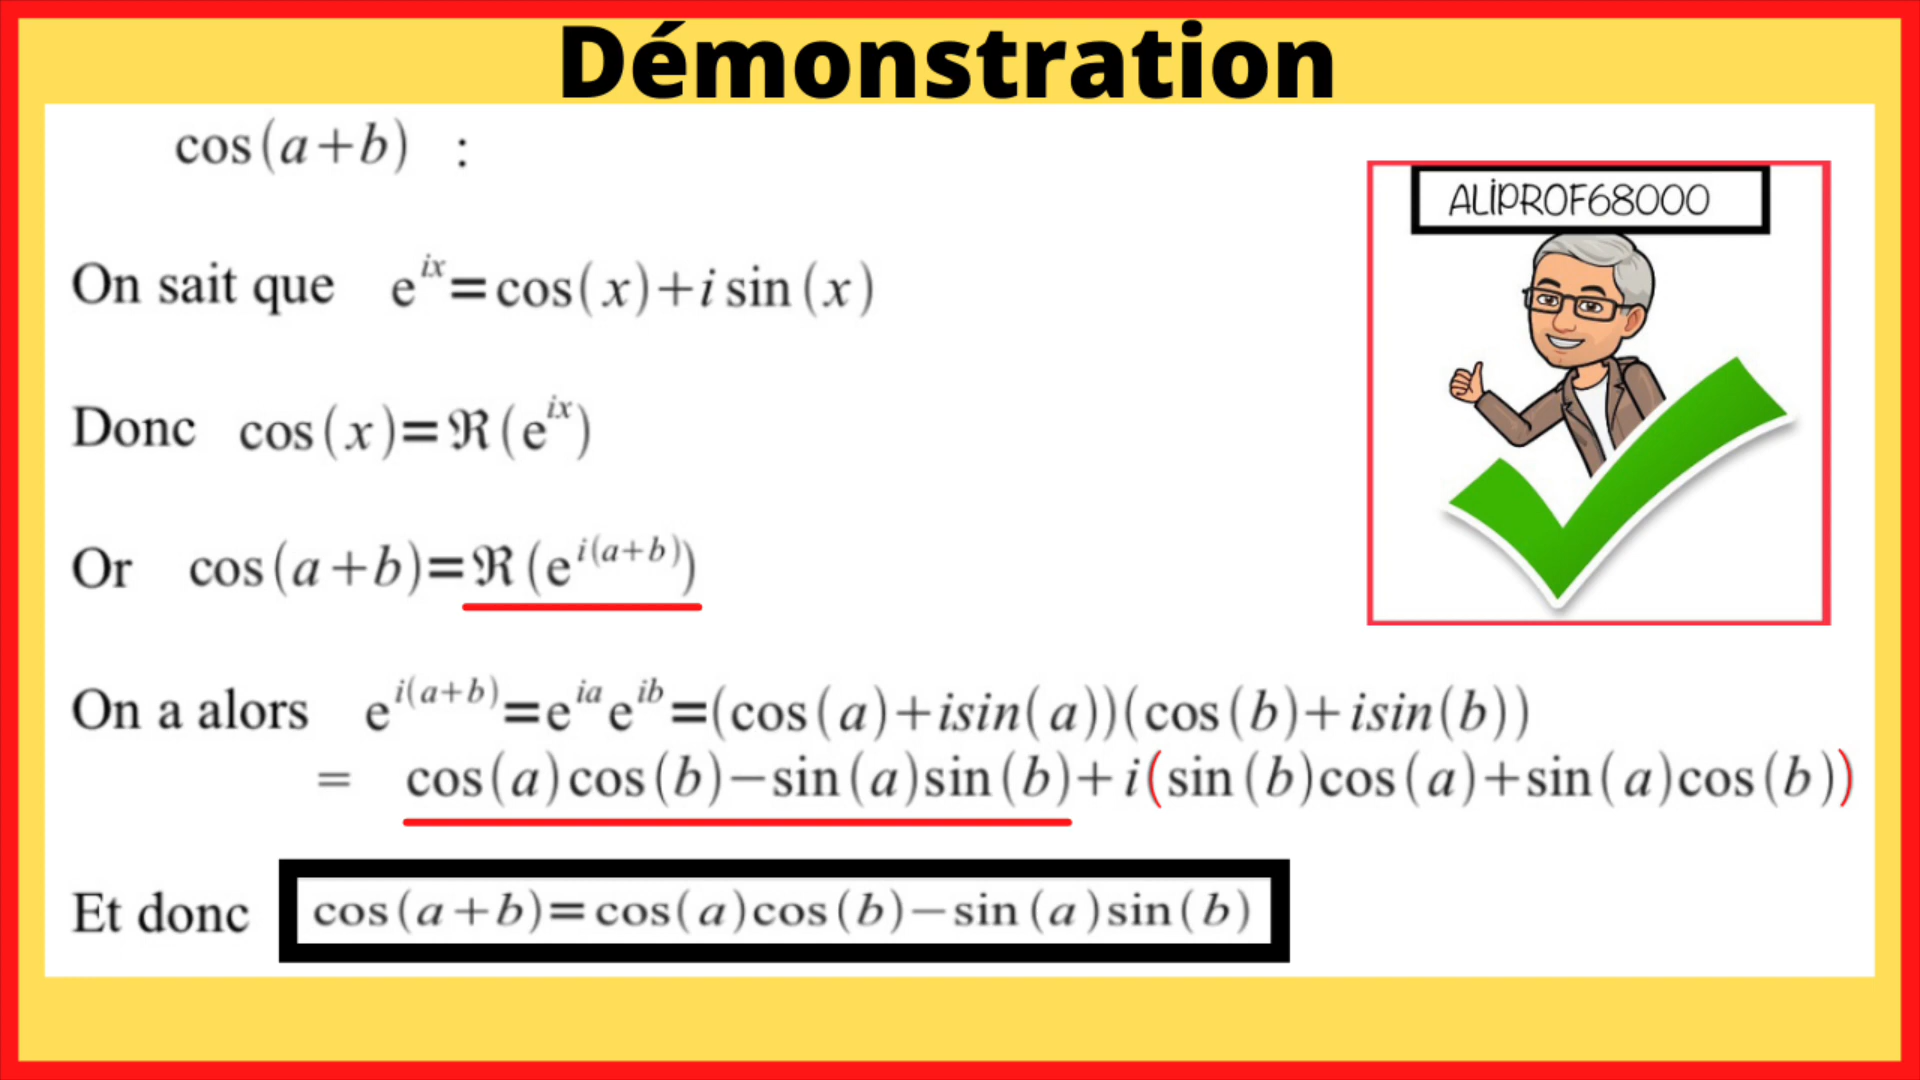 Démonstration
cos(a+b) :
ALiPROF68000
On sait que e^{ix}=cos(x)+i sin(x)
Donc cos(x)=ℜ(e^{ix})
Or cos(a+b)=ℜ(e^{i(a+b)})
On a alors e^{i(a+b)}=e^{ia}e^{ib}=(cos(a)+isin(a))(cos(b)+isin(b))
= cos(a)cos(b)−sin(a)sin(b)+i(sin(b)cos(a)+sin(a)cos(b))
Et donc cos(a+b)=cos(a)cos(b)−sin(a)sin(b)